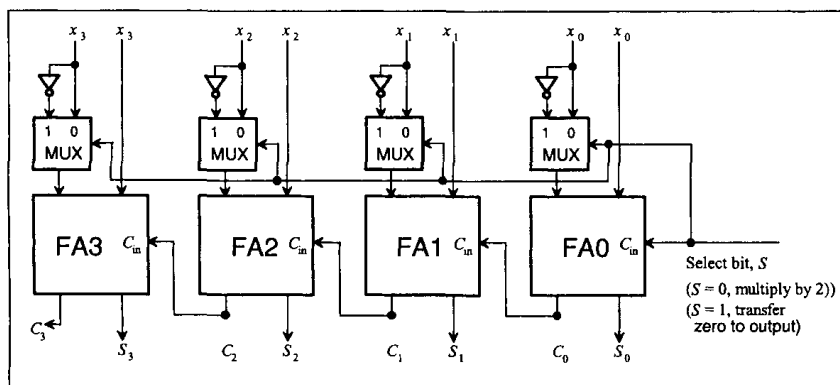 x3 x3 x2 x2 x1 x1 x0 x0
1 0 1 0 1 0 1 0
MUX MUX MUX MUX
FA3 Cin FA2 Cin FA1 Cin FA0 Cin
Select bit, S
(S = 0, multiply by 2))
(S = 1, transfer
zero to output)
C3 S3 C2 S2 C1 S1 C0 S0